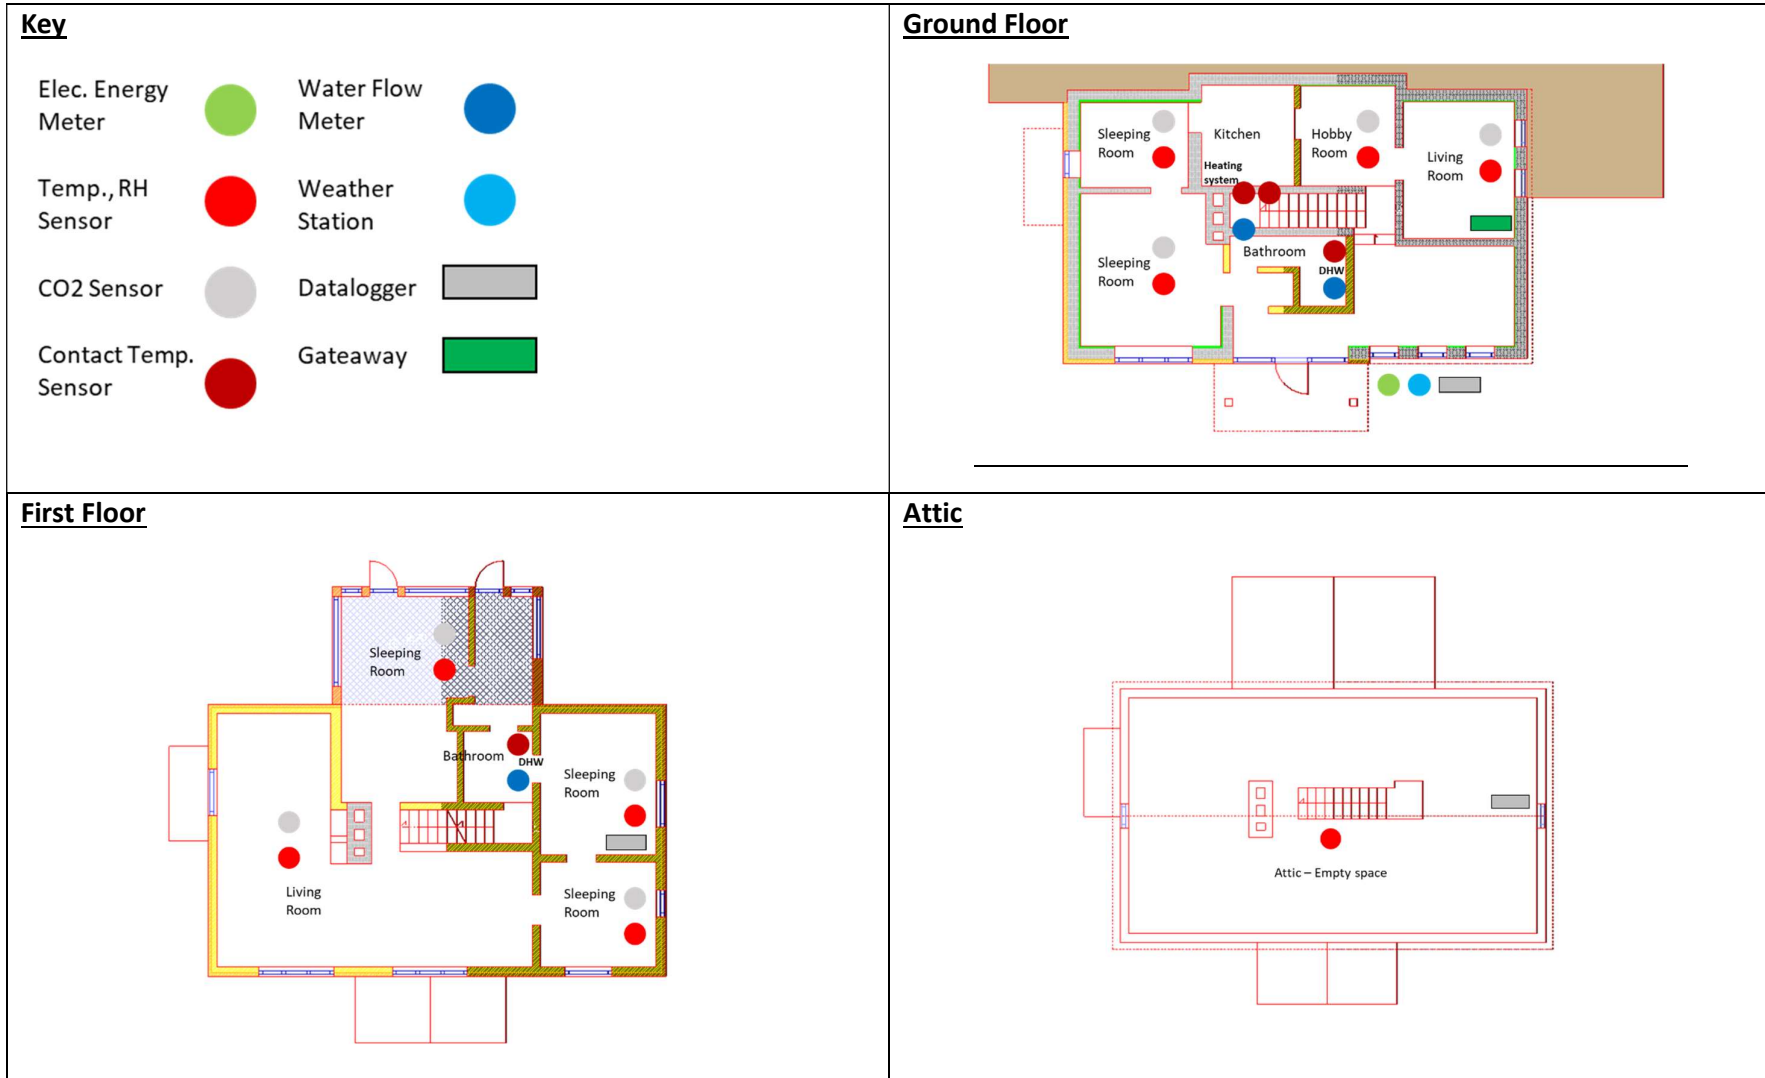 Key
Elec. Energy
Meter
Water Flow
Meter
Temp., RH
Sensor
Weather
Station
CO2 Sensor
Datalogger
Contact Temp.
Sensor
Gateaway
Ground Floor
Sleeping
Room
Kitchen
Hobby
Room
Living
Room
Heating
system
Sleeping
Room
Bathroom
DHW
First Floor
Sleeping
Room
Bathroom
DHW
Sleeping
Room
Living
Room
Sleeping
Room
Attic
Attic – Empty space